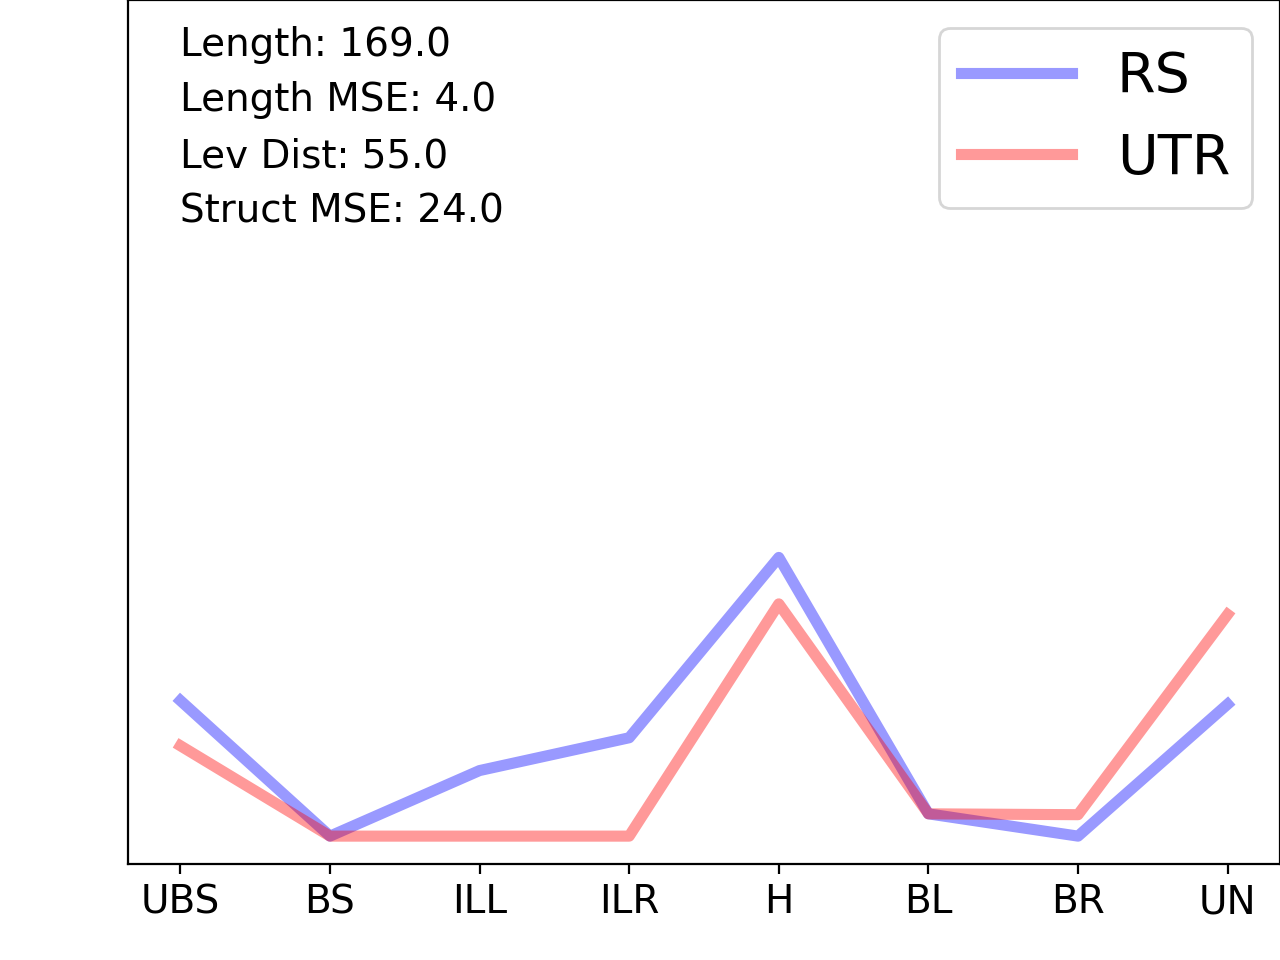 Length: 169.0
Length MSE: 4.0
Lev Dist: 55.0
Struct MSE: 24.0
RS
UTR
UBS BS ILL ILR H BL BR UN